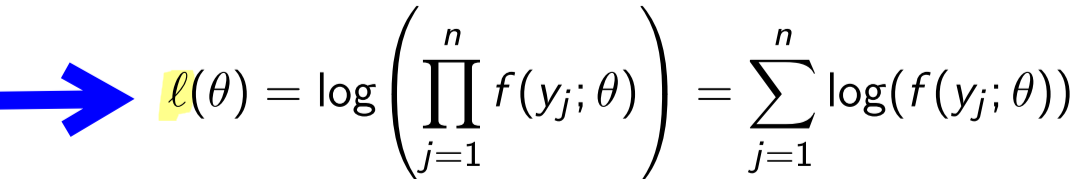 ℓ(θ) = log(∏_{j=1}^{n} f(y_j; θ)) = ∑_{j=1}^{n} log(f(y_j; θ))